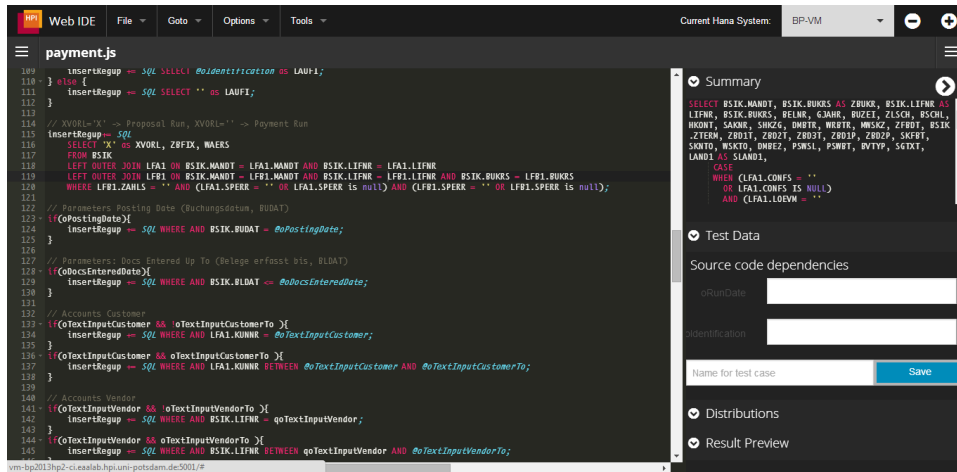 HPI Web IDE File Goto Options Tools Current Hana System: BP-VM
payment.js
109 insertRegup += SQL SELECT @oIdentification as LAUFI;
110 } else {
111 insertRegup += SQL SELECT '' as LAUFI;
112 }
113
114 // XVORL='X' -> Proposal Run, XVORL='' -> Payment Run
115 insertRegup+= SQL
116 SELECT 'X' as XVORL, ZBFIX, WAERS
117 FROM BSIK
118 LEFT OUTER JOIN LFA1 ON BSIK.MANDT = LFA1.MANDT AND BSIK.LIFNR = LFA1.LIFNR
119 LEFT OUTER JOIN LFB1 ON BSIK.MANDT = LFB1.MANDT AND BSIK.LIFNR = LFB1.LIFNR AND BSIK.BUKRS = LFB1.BUKRS
120 WHERE LFB1.ZAHLS = '' AND (LFA1.SPERR = '' OR LFA1.SPERR is null) AND (LFB1.SPERR = '' OR LFB1.SPERR is null);
121
122 // Parameters Posting Date (Buchungsdatum, BUDAT)
123 if(oPostingDate){
124 insertRegup += SQL WHERE AND BSIK.BUDAT = @oPostingDate;
125 }
126
127 // Parameters: Docs Entered Up To (Belege erfasst bis, BLDAT)
128 if(oDocsEnteredDate){
129 insertRegup += SQL WHERE AND BSIK.BLDAT <= @oDocsEnteredDate;
130 }
131
132 // Accounts Customer
133 if(oTextInputCustomer && !oTextInputCustomerTo ){
134 insertRegup += SQL WHERE AND LFA1.KUNNR = @oTextInputCustomer;
135 }
136 if(oTextInputCustomer && oTextInputCustomerTo ){
137 insertRegup += SQL WHERE AND LFA1.KUNNR BETWEEN @oTextInputCustomer AND @oTextInputCustomerTo;
138 }
139
140 // Accounts Vendor
141 if(oTextInputVendor && !oTextInputVendorTo ){
142 insertRegup += SQL WHERE AND BSIK.LIFNR = qoTextInputVendor;
143 }
144 if(oTextInputVendor && oTextInputVendorTo ){
145 insertRegup += SQL WHERE AND BSIK.LIFNR BETWEEN qoTextInputVendor AND @oTextInputVendorTo;
vm-bp2013hp2-ci.eaalab.hpi.uni-potsdam.de:5001/#
Summary
SELECT BSIK.MANDT, BSIK.BUKRS AS ZBUKR, BSIK.LIFNR AS
LIFNR, BSIK.BUKRS, BELNR, GJAHR, BUZEI, ZLSCH, BSCHL,
HKONT, SAKNR, SHKZG, DMBTR, WRBTR, MWSKZ, ZFBDT, BSIK
.ZTERM, ZBD1T, ZBD2T, ZBD3T, ZBD1P, ZBD2P, SKFBT,
SKNTO, WSKTO, DMBE2, PSWSL, PSWBT, BVTYP, SGTXT,
LAND1 AS SLAND1,
CASE
WHEN (LFA1.CONFS = ''
OR LFA1.CONFS IS NULL)
AND (LFA1.LOEVM = ''
Test Data
Source code dependencies
oRunDate
oIdentification
Name for test case Save
Distributions
Result Preview